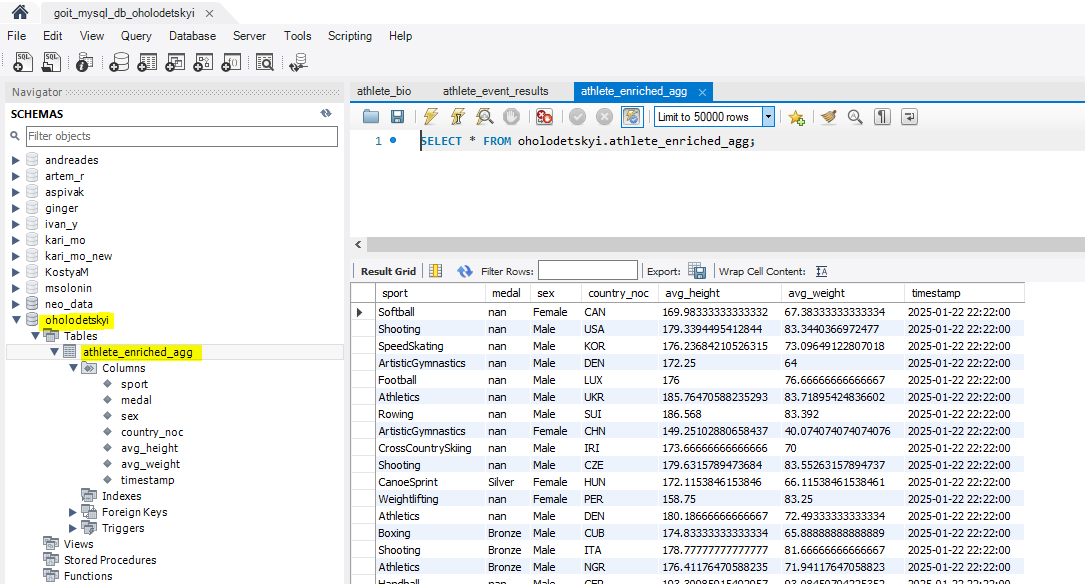 goit_mysql_db_oholodetskyi
File Edit View Query Database Server Tools Scripting Help
Navigator
SCHEMAS
Filter objects
andreades
artem_r
aspivak
ginger
ivan_y
kari_mo
kari_mo_new
KostyaM
msolonin
neo_data
oholodetskyi
Tables
athlete_enriched_agg
Columns
sport
medal
sex
country_noc
avg_height
avg_weight
timestamp
Indexes
Foreign Keys
Triggers
Views
Stored Procedures
Functions
athlete_bio athlete_event_results athlete_enriched_agg
Limit to 50000 rows
1 SELECT * FROM oholodetskyi.athlete_enriched_agg;
Result Grid Filter Rows: Export: Wrap Cell Content:
sport medal sex country_noc avg_height avg_weight timestamp
Softball nan Female CAN 169.98333333333332 67.38333333333334 2025-01-22 22:22:00
Shooting nan Male USA 179.3394495412844 83.3440366972477 2025-01-22 22:22:00
SpeedSkating nan Male KOR 176.23684210526315 73.09649122807018 2025-01-22 22:22:00
ArtisticGymnastics nan Male DEN 172.25 64 2025-01-22 22:22:00
Football nan Male LUX 176 76.66666666666667 2025-01-22 22:22:00
Athletics nan Male UKR 185.76470588235293 83.71895424836602 2025-01-22 22:22:00
Rowing nan Male SUI 186.568 83.392 2025-01-22 22:22:00
ArtisticGymnastics nan Female CHN 149.25102880658437 40.074074074074076 2025-01-22 22:22:00
CrossCountrySkiing nan Male IRI 173.66666666666666 70 2025-01-22 22:22:00
Shooting nan Male CZE 179.6315789473684 83.55263157894737 2025-01-22 22:22:00
CanoeSprint Silver Female HUN 172.1153846153846 66.11538461538461 2025-01-22 22:22:00
Weightlifting nan Female PER 158.75 83.25 2025-01-22 22:22:00
Athletics nan Male DEN 180.18666666666667 72.49333333333334 2025-01-22 22:22:00
Boxing Bronze Male CUB 174.83333333333334 65.88888888888889 2025-01-22 22:22:00
Shooting Bronze Male ITA 178.77777777777777 81.66666666666667 2025-01-22 22:22:00
Athletics Bronze Male NGR 176.41176470588235 71.94117647058823 2025-01-22 22:22:00
Handball nan Male